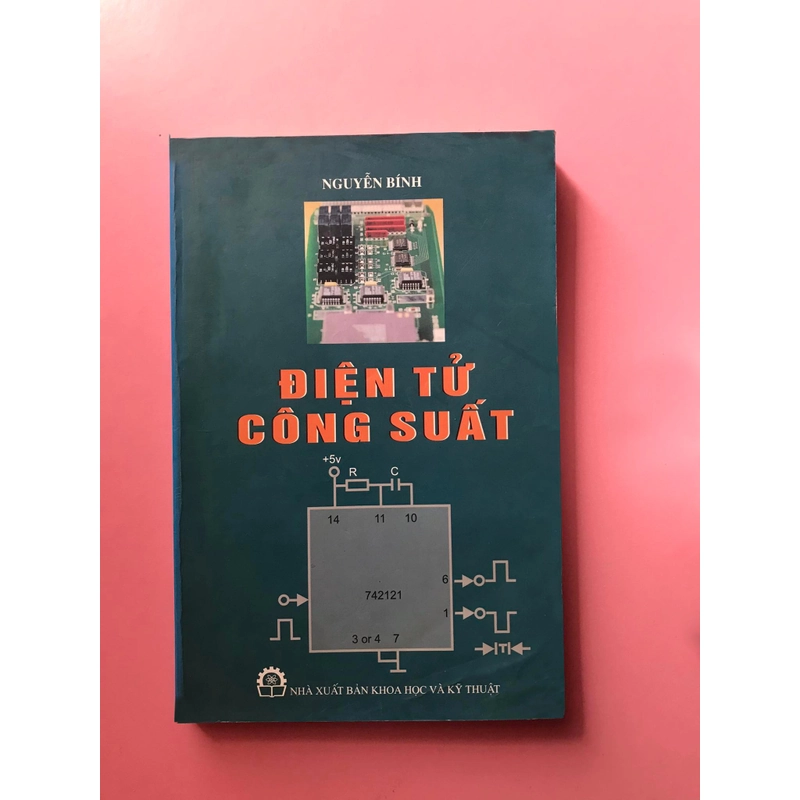 NGUYỄN BÍNH
ĐIỆN TỬ
CÔNG SUẤT
+5v
R
C
14
11
10
6
742121
1
3 or 4
7
T
NHÀ XUẤT BẢN KHOA HỌC VÀ KỸ THUẬT